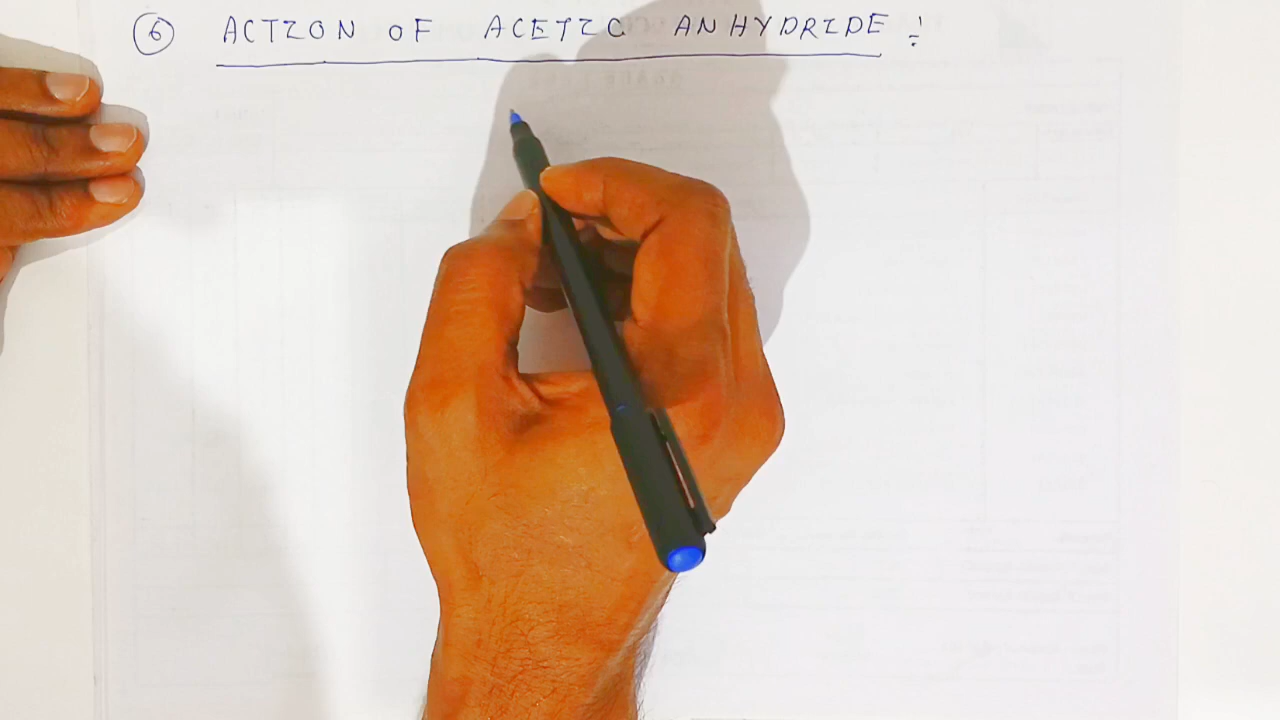 ⑥ ACTION OF ACETIC ANHYDRIDE :